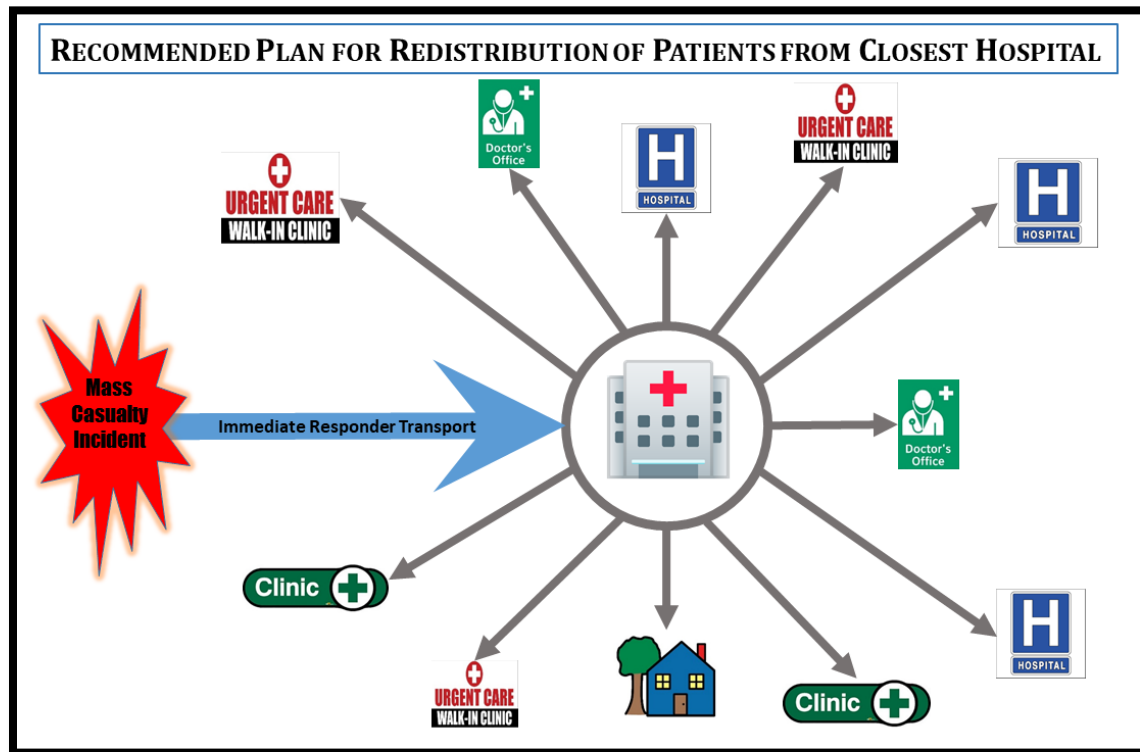 RECOMMENDED PLAN FOR REDISTRIBUTION OF PATIENTS FROM CLOSEST HOSPITAL
Doctor's
Office
URGENT CARE
WALK-IN CLINIC
H
HOSPITAL
URGENT CARE
WALK-IN CLINIC
H
HOSPITAL
Mass
Casualty
Incident
Immediate Responder Transport
Doctor's
Office
Clinic
H
HOSPITAL
URGENT CARE
WALK-IN CLINIC
Clinic